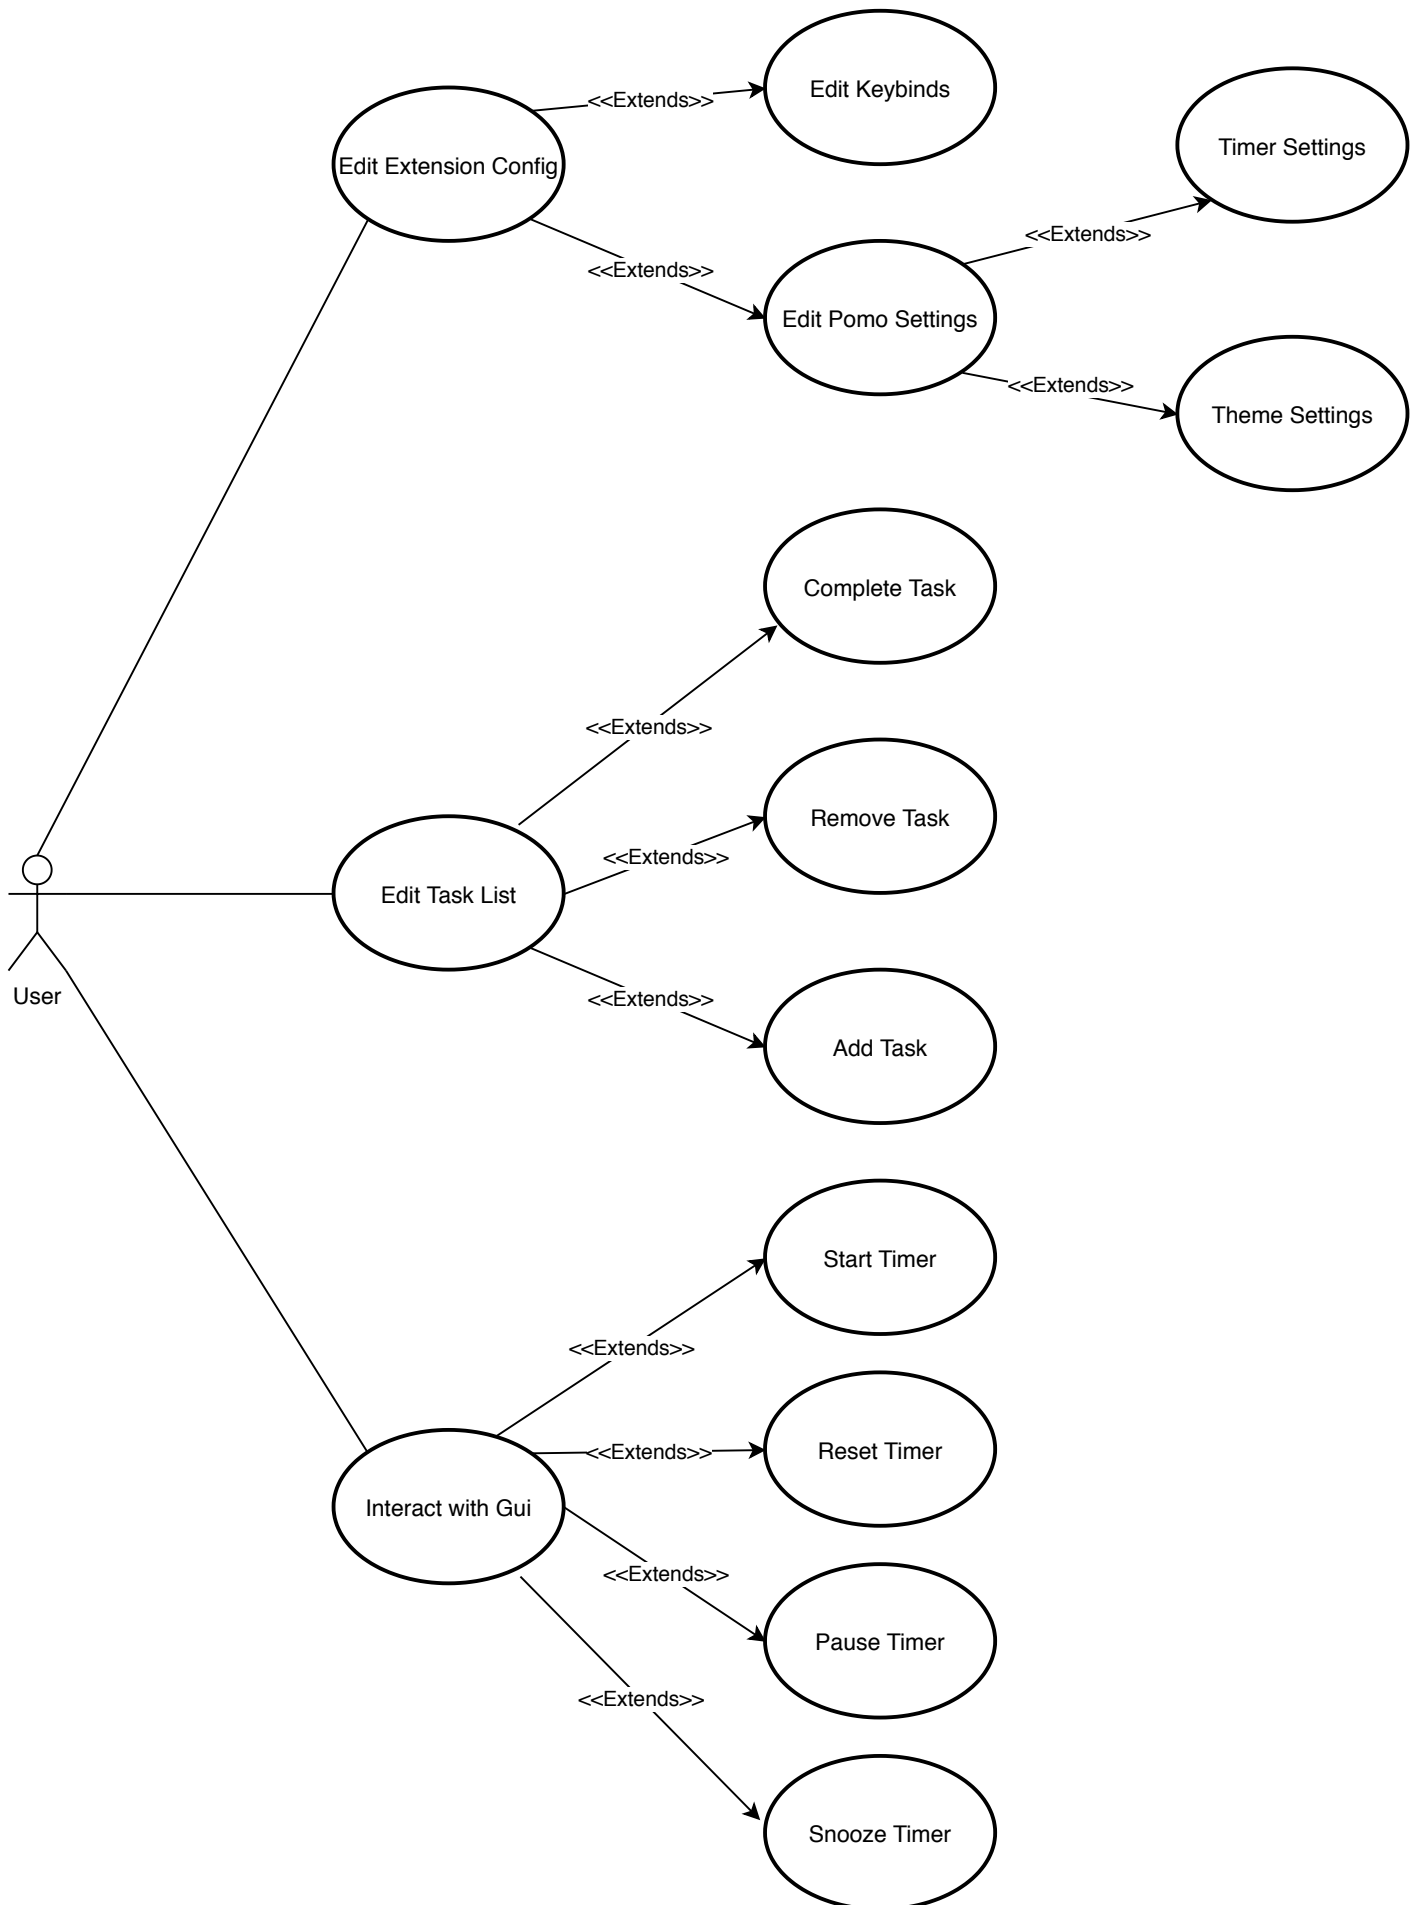 Edit Keybinds
<<Extends>>
Timer Settings
Edit Extension Config
<<Extends>>
<<Extends>>
Edit Pomo Settings
<<Extends>>
Theme Settings
Complete Task
<<Extends>>
Remove Task
<<Extends>>
Edit Task List
User
<<Extends>>
Add Task
Start Timer
<<Extends>>
Reset Timer
<<Extends>>
Interact with Gui
<<Extends>>
Pause Timer
<<Extends>>
Snooze Timer